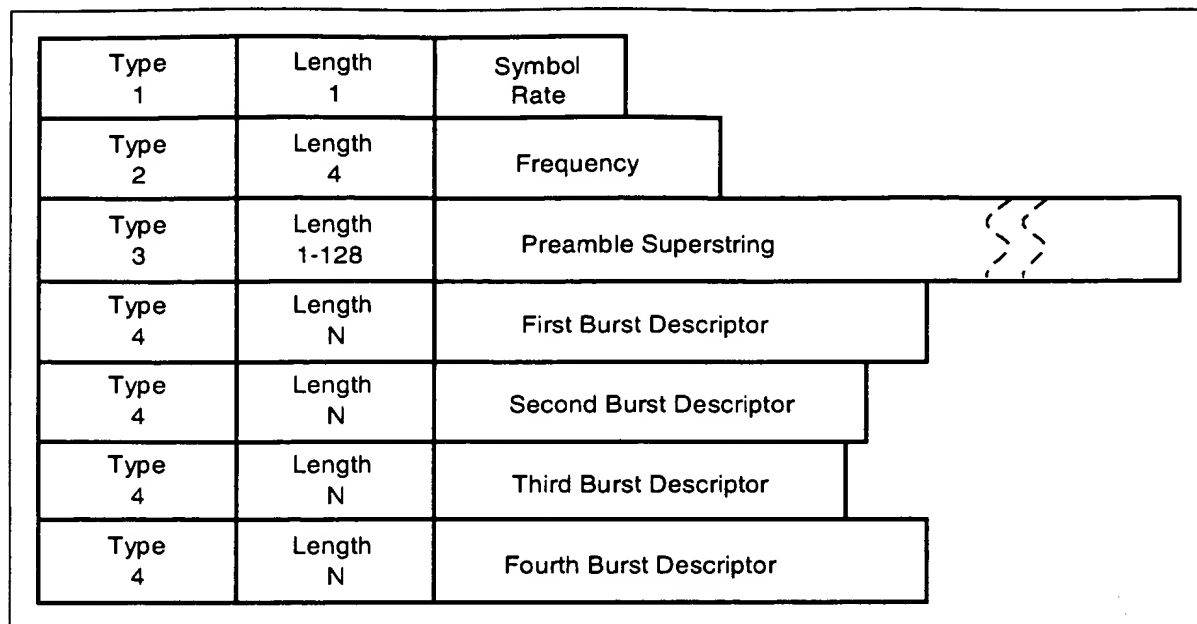 Type Length Symbol
1 1 Rate
Type Length Frequency
2 4
Type Length Preamble Superstring
3 1-128
Type Length First Burst Descriptor
4 N
Type Length Second Burst Descriptor
4 N
Type Length Third Burst Descriptor
4 N
Type Length Fourth Burst Descriptor
4 N